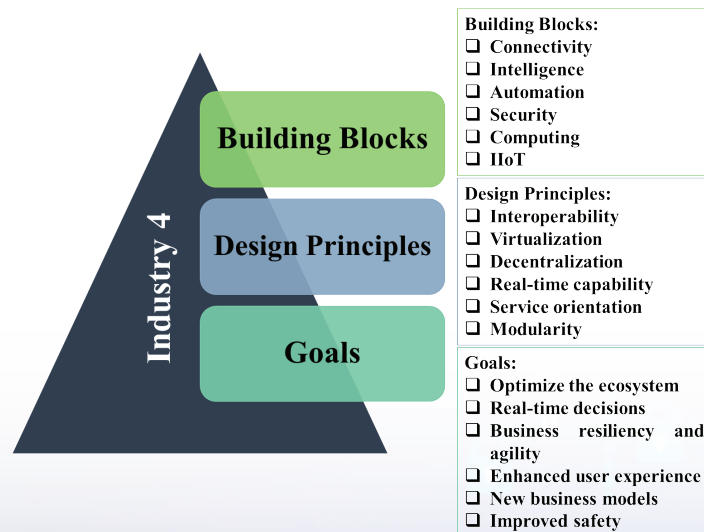 Industry 4
Building Blocks
Design Principles
Goals
Building Blocks:
❑ Connectivity
❑ Intelligence
❑ Automation
❑ Security
❑ Computing
❑ IIoT
Design Principles:
❑ Interoperability
❑ Virtualization
❑ Decentralization
❑ Real-time capability
❑ Service orientation
❑ Modularity
Goals:
❑ Optimize the ecosystem
❑ Real-time decisions
❑ Business resiliency and
agility
❑ Enhanced user experience
❑ New business models
❑ Improved safety